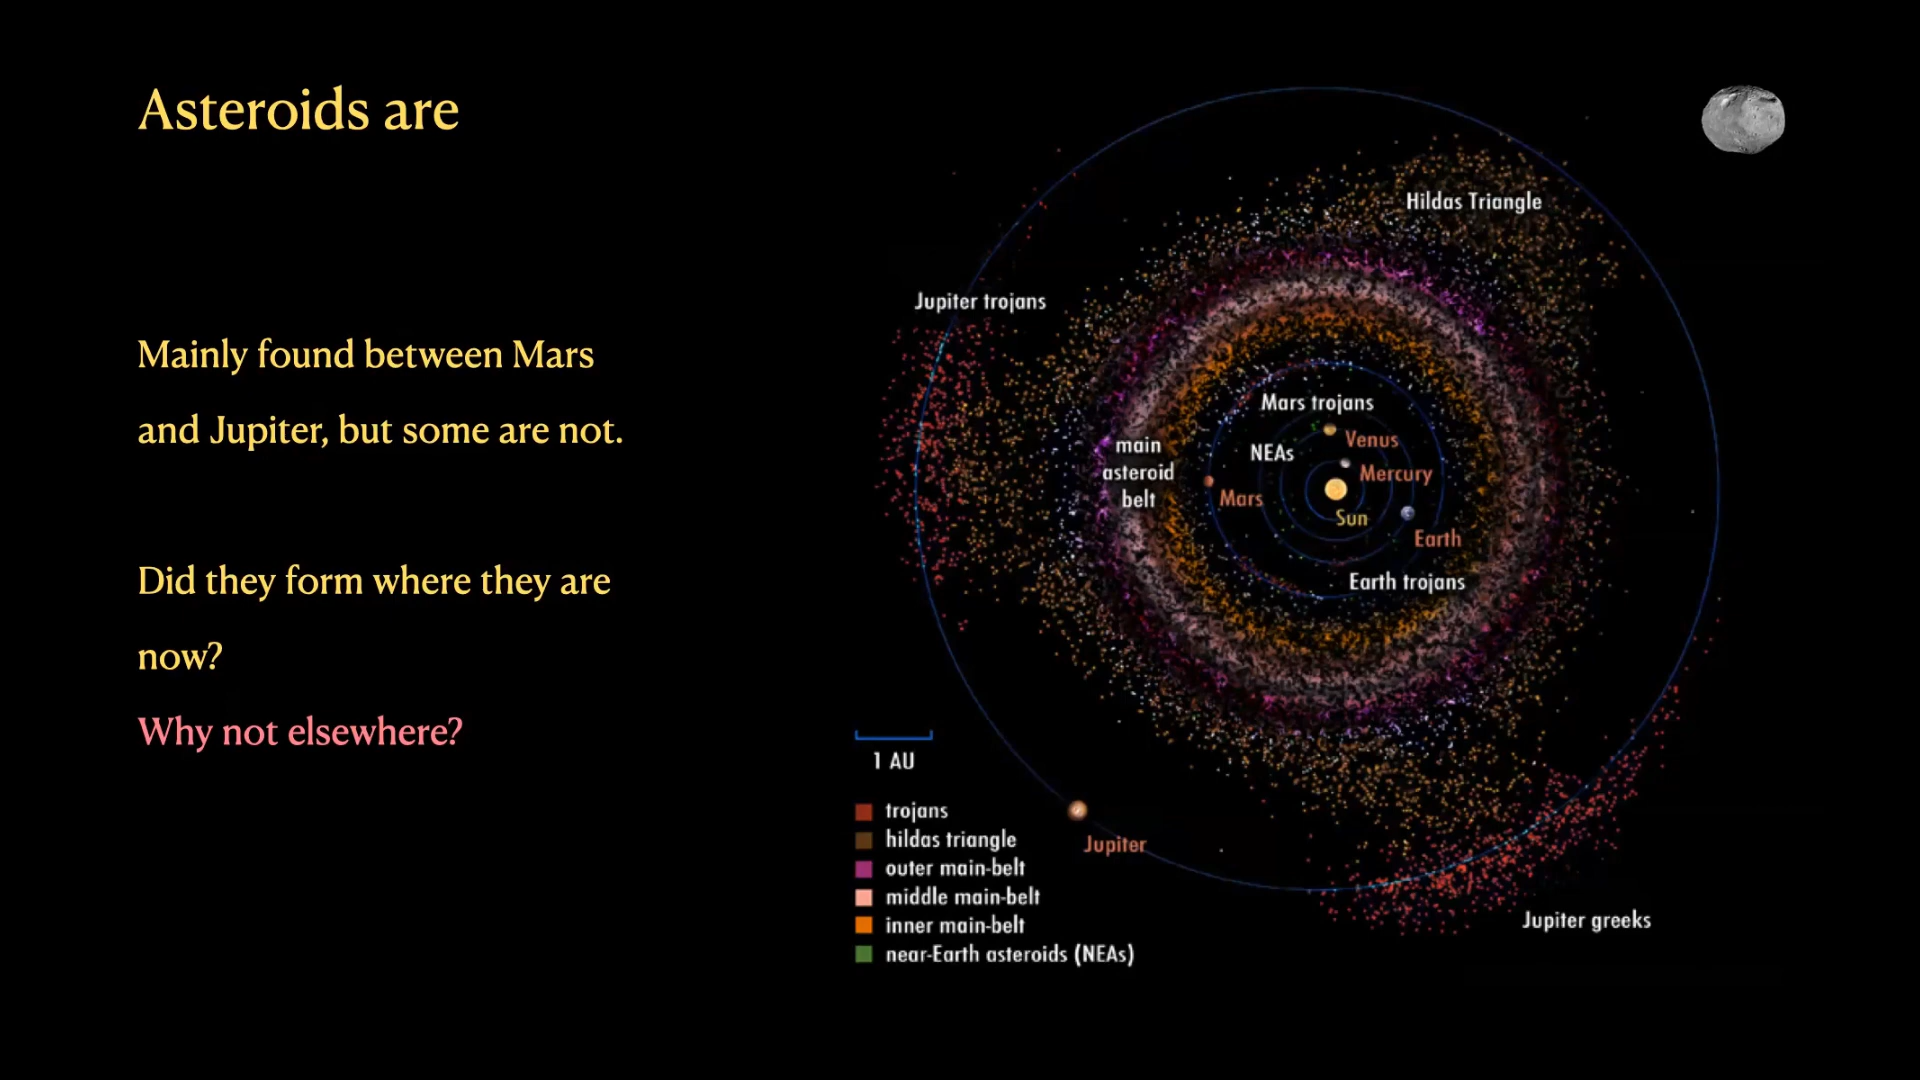 Asteroids are
Mainly found between Mars
and Jupiter, but some are not.
Did they form where they are
now?
Why not elsewhere?
Hildas Triangle
Jupiter trojans
Mars trojans
Venus
NEAs
main
asteroid
belt
Mercury
Mars
Sun
Earth
Earth trojans
1 AU
Jupiter
trojans
hildas triangle
outer main-belt
middle main-belt
inner main-belt
near-Earth asteroids (NEAs)
Jupiter greeks